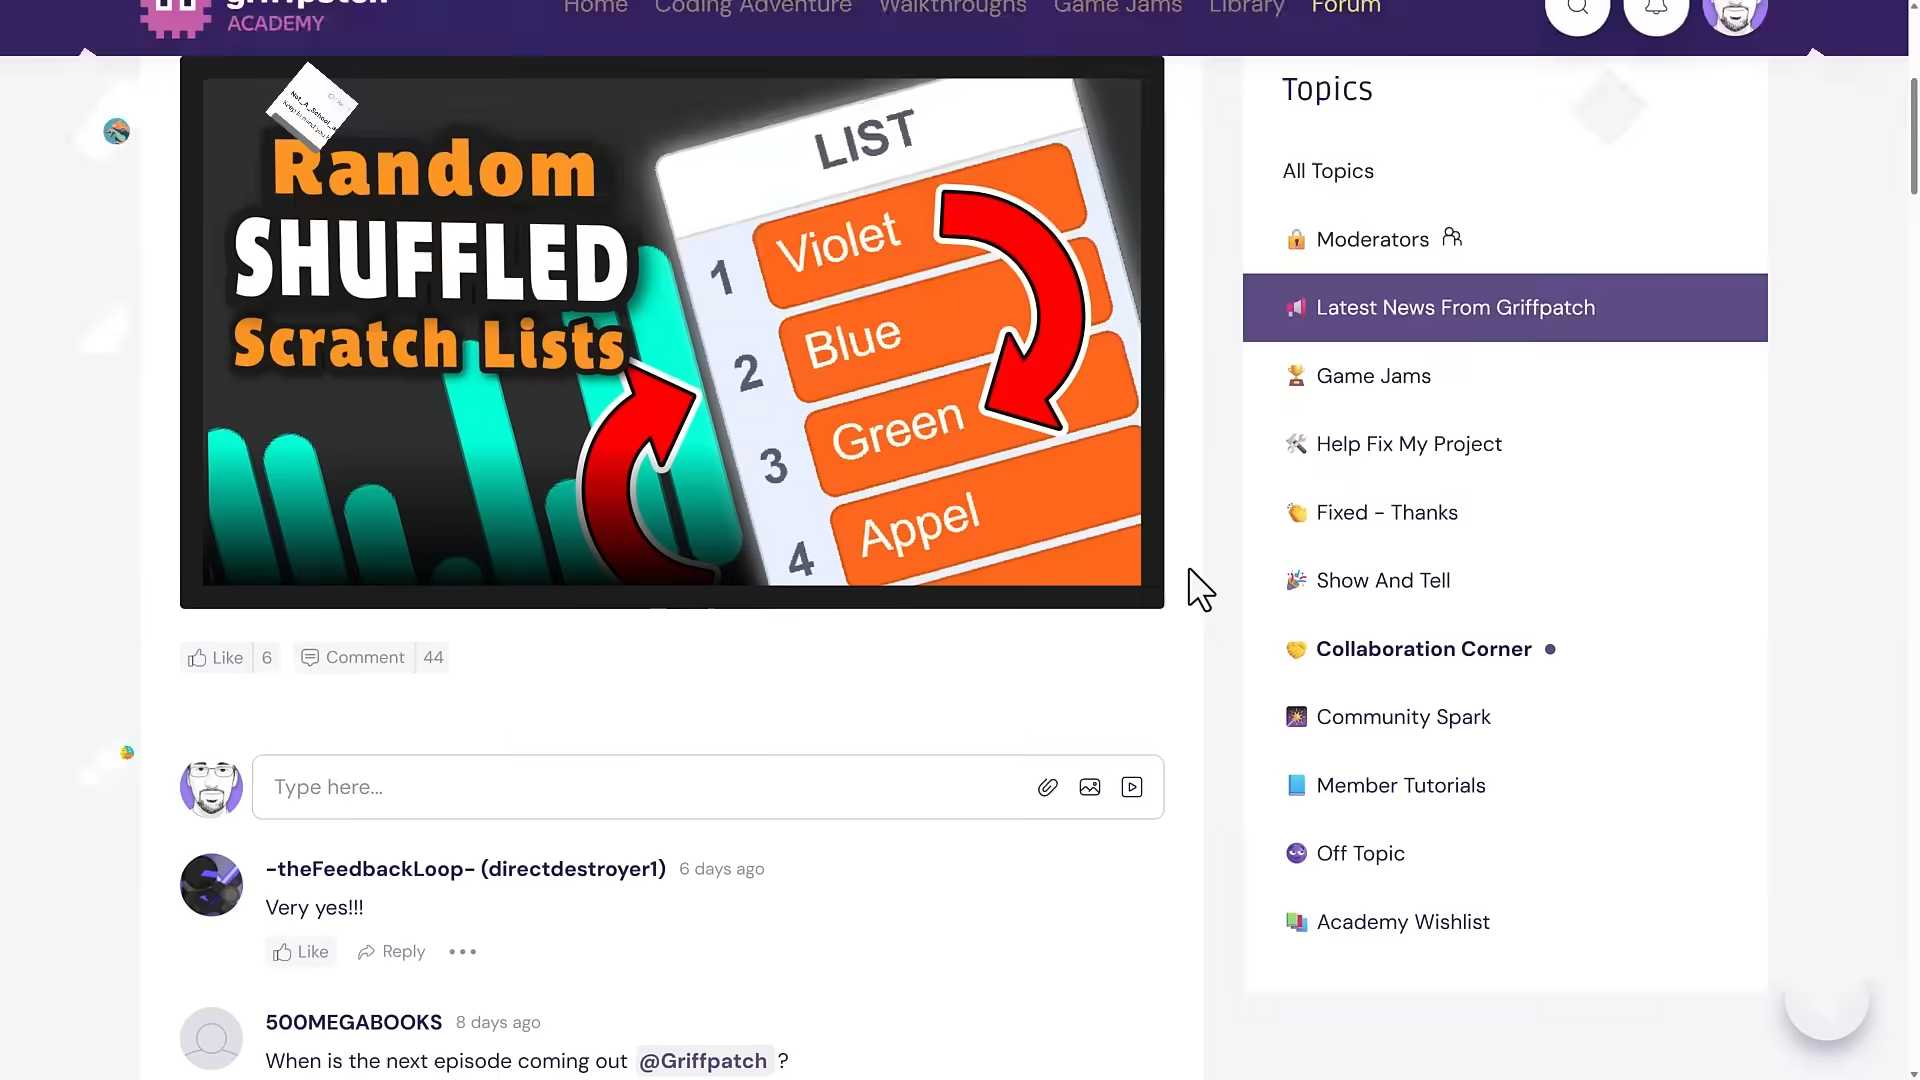 ACADEMY
Home Coding Adventure Walkthroughs Game Jams Library Forum
Random
SHUFFLED
Scratch Lists
LIST
1 Violet
2 Blue
3 Green
4 Appel
Like 6 Comment 44
Type here...
-theFeedbackLoop- (directdestroyer1) 6 days ago
Very yes!!!
Like Reply
500MEGABOOKS 8 days ago
When is the next episode coming out @Griffpatch ?
Topics
All Topics
Moderators
Latest News From Griffpatch
Game Jams
Help Fix My Project
Fixed - Thanks
Show And Tell
Collaboration Corner
Community Spark
Member Tutorials
Off Topic
Academy Wishlist